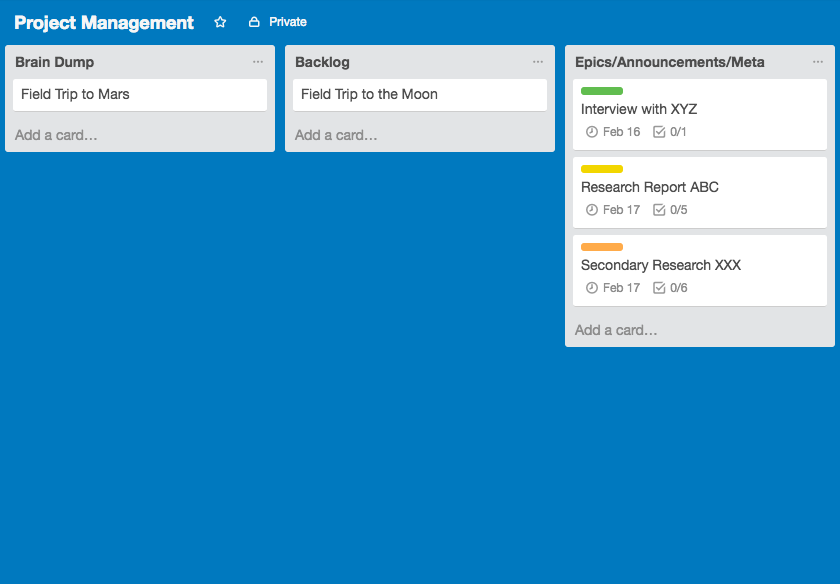 Project Management
Private
Brain Dump
Field Trip to Mars
Add a card…
Backlog
Field Trip to the Moon
Add a card…
Epics/Announcements/Meta
Interview with XYZ
Feb 16 0/1
Research Report ABC
Feb 17 0/5
Secondary Research XXX
Feb 17 0/6
Add a card…